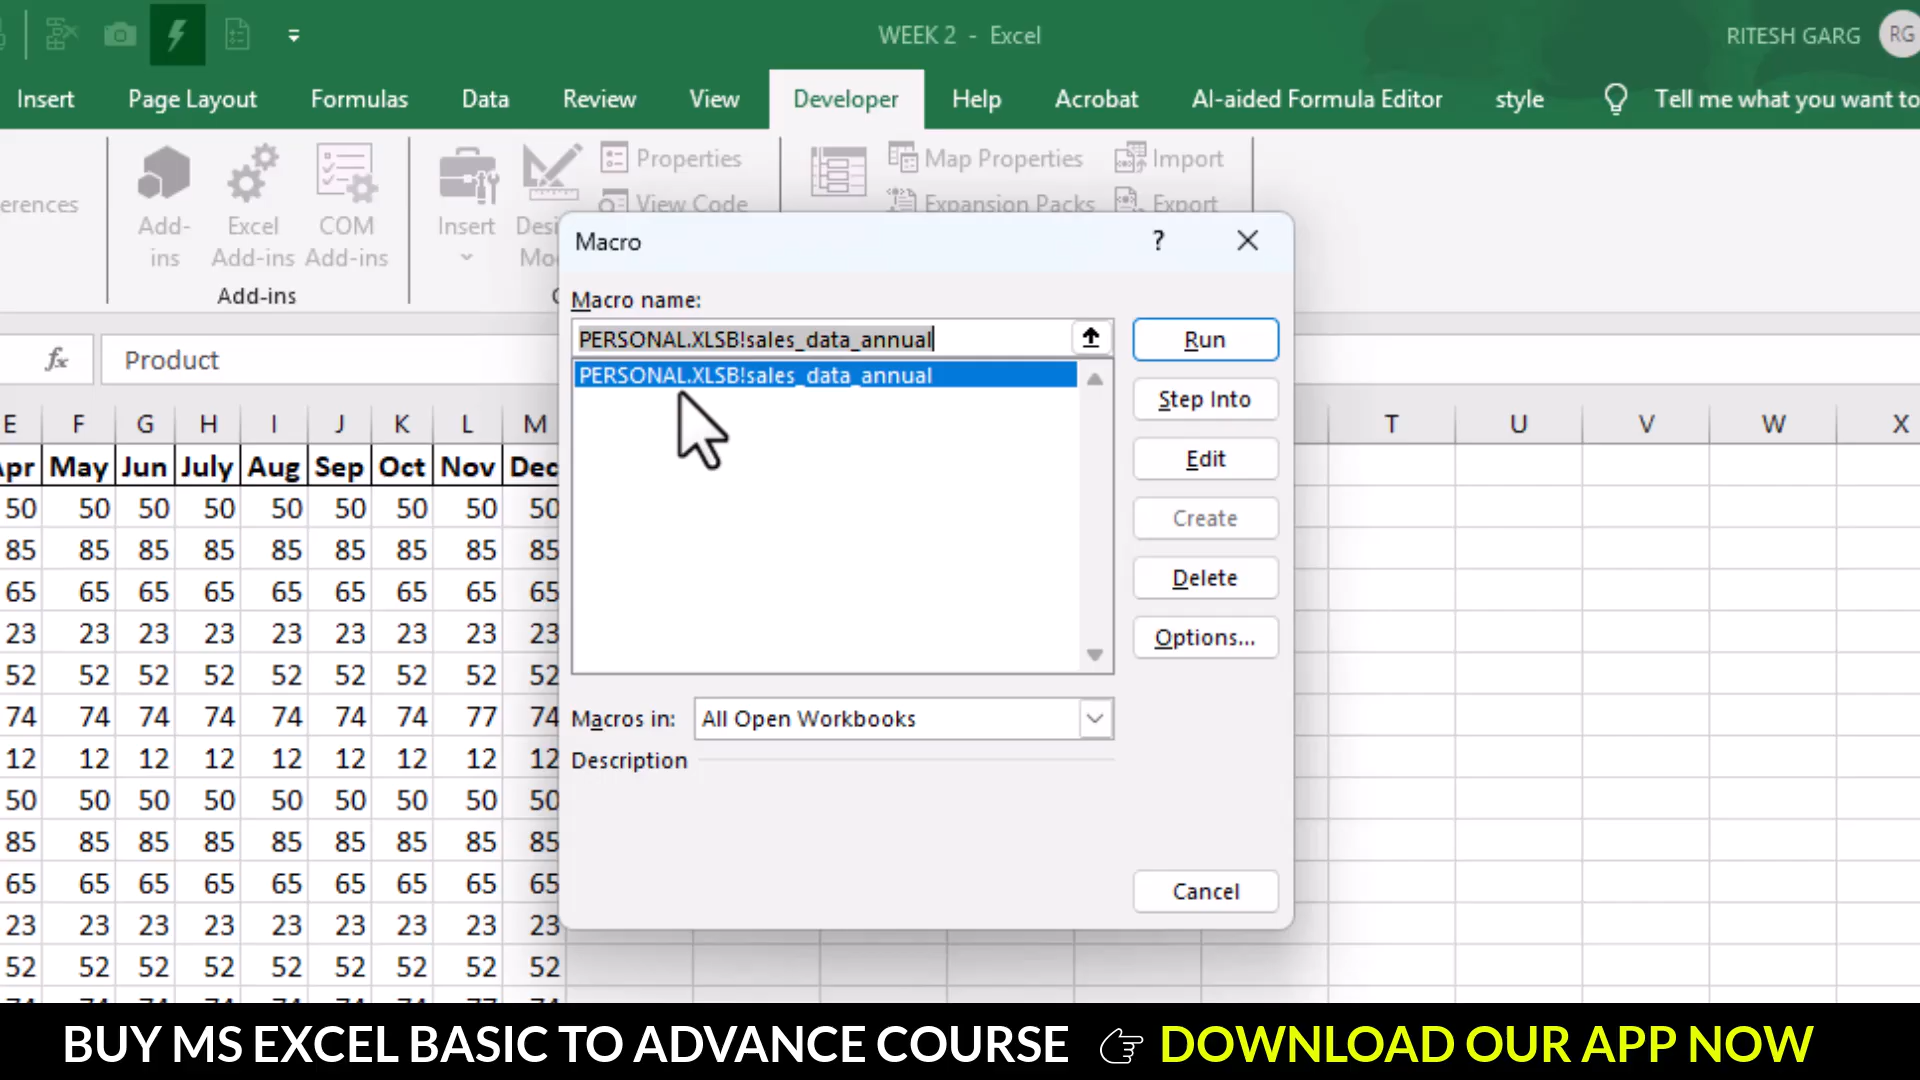 WEEK 2 - Excel
RITESH GARG
RG
Insert Page Layout Formulas Data Review View Developer Help Acrobat AI-aided Formula Editor style Tell me what you want to
erences
Add-ins
Excel Add-ins
COM Add-ins
Add-ins
Insert
Properties
View Code
Map Properties
Expansion Packs
Import
Export
Macro
?
Macro name:
PERSONAL.XLSB!sales_data_annual
PERSONAL.XLSB!sales_data_annual
Run
Step Into
Edit
Create
Delete
Options...
Macros in: All Open Workbooks
Description
Cancel
fx Product
E F G H I J K L M T U V W X
Apr May Jun July Aug Sep Oct Nov Dec
50 50 50 50 50 50 50 50 50
85 85 85 85 85 85 85 85 85
65 65 65 65 65 65 65 65 65
23 23 23 23 23 23 23 23 23
52 52 52 52 52 52 52 52 52
74 74 74 74 74 74 74 77 74
12 12 12 12 12 12 12 12 12
50 50 50 50 50 50 50 50 50
85 85 85 85 85 85 85 85 85
65 65 65 65 65 65 65 65 65
23 23 23 23 23 23 23 23 23
52 52 52 52 52 52 52 52 52
BUY MS EXCEL BASIC TO ADVANCE COURSE DOWNLOAD OUR APP NOW